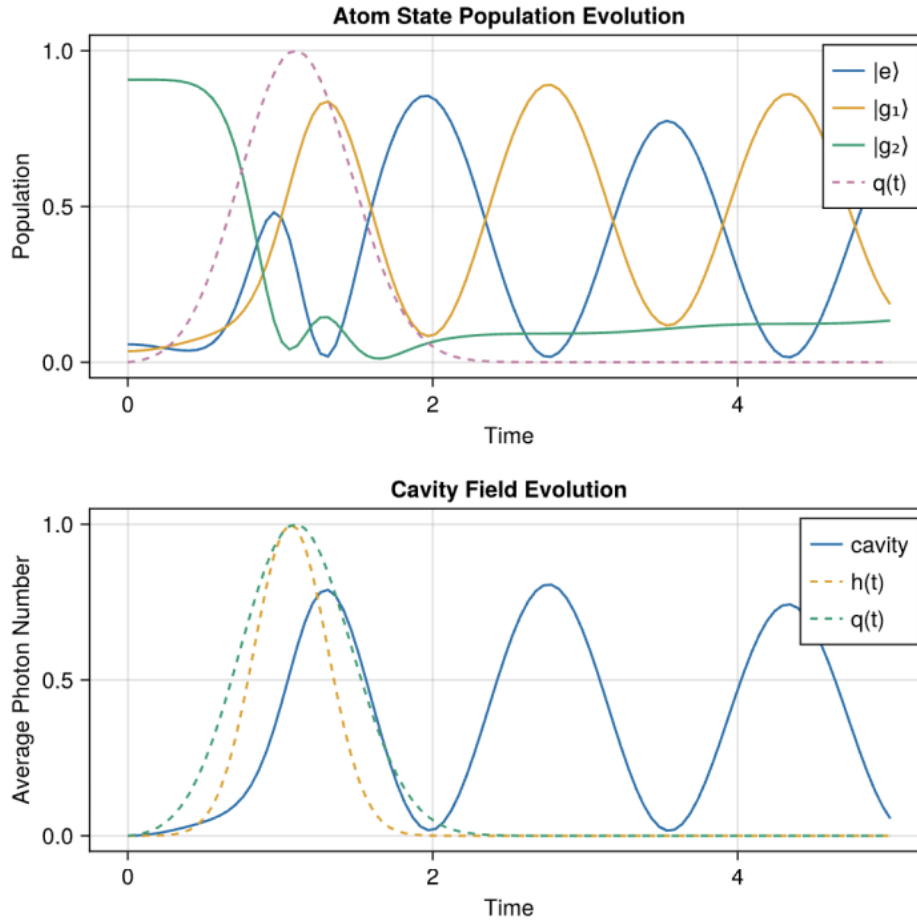 Atom State Population Evolution
1.0
0.5
0.0
Population
|e⟩
|g₁⟩
|g₂⟩
q(t)
0 2 4
Time
Cavity Field Evolution
1.0
0.5
0.0
Average Photon Number
cavity
h(t)
q(t)
0 2 4
Time